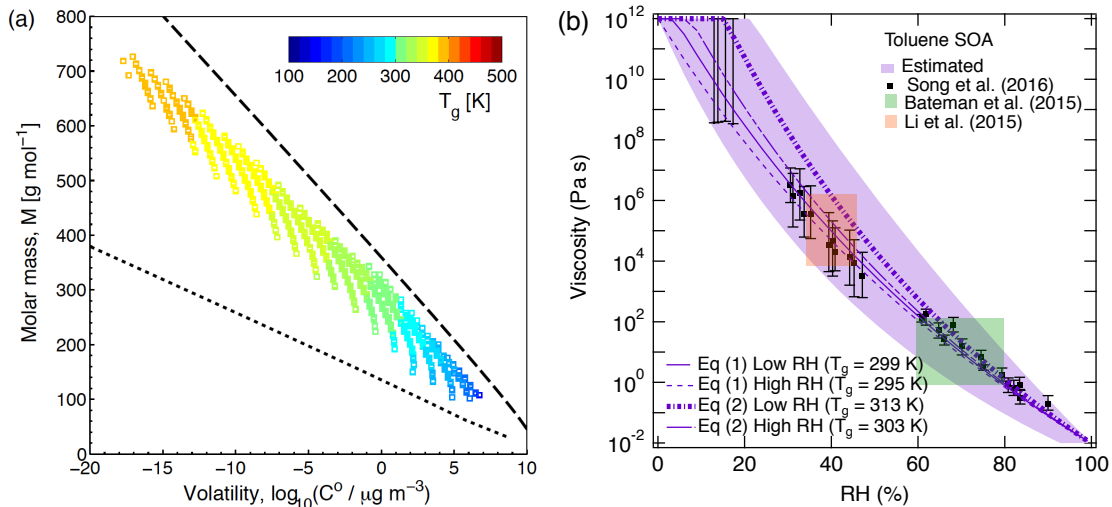 (a)
800
700
600
500
400
300
200
100
0
Molar mass, M [g mol⁻¹]
100 200 300 400 500
T_g [K]
−20 −15 −10 −5 0 5 10
Volatility, log₁₀(C⁰ / μg m⁻³)
(b)
10¹²
10¹⁰
10⁸
10⁶
10⁴
10²
10⁰
10⁻²
Viscosity (Pa s)
Toluene SOA
Estimated
Song et al. (2016)
Bateman et al. (2015)
Li et al. (2015)
Eq (1) Low RH (T_g = 299 K)
Eq (1) High RH (T_g = 295 K)
Eq (2) Low RH (T_g = 313 K)
Eq (2) High RH (T_g = 303 K)
0 20 40 60 80 100
RH (%)